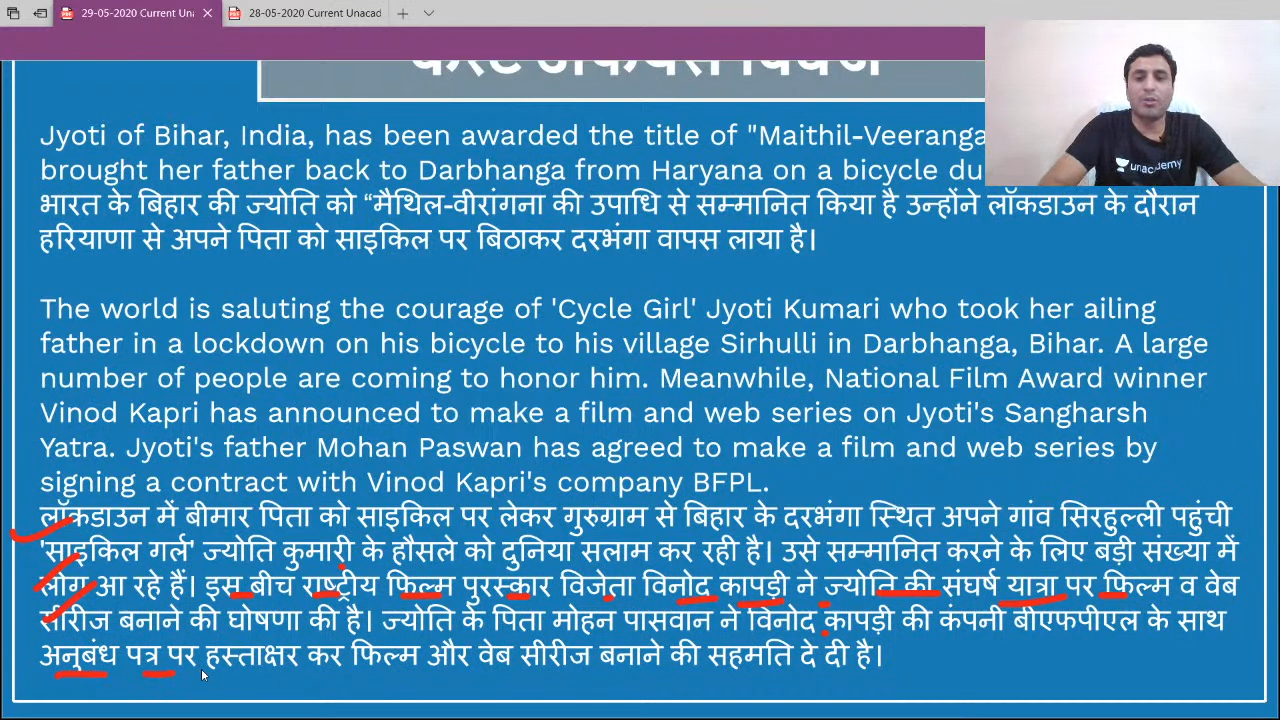 29-05-2020 Current Una
28-05-2020 Current Unacad
करेंट अफेयर्स विवेज
Jyoti of Bihar, India, has been awarded the title of "Maithil-Veeranga
brought her father back to Darbhanga from Haryana on a bicycle du
unacademy
भारत के बिहार की ज्योति को “मैथिल-वीरांगना की उपाधि से सम्मानित किया है उन्होंने लॉकडाउन के दौरान
हरियाणा से अपने पिता को साइकिल पर बिठाकर दरभंगा वापस लाया है।
The world is saluting the courage of 'Cycle Girl' Jyoti Kumari who took her ailing
father in a lockdown on his bicycle to his village Sirhulli in Darbhanga, Bihar. A large
number of people are coming to honor him. Meanwhile, National Film Award winner
Vinod Kapri has announced to make a film and web series on Jyoti's Sangharsh
Yatra. Jyoti's father Mohan Paswan has agreed to make a film and web series by
signing a contract with Vinod Kapri's company BFPL.
लॉकडाउन में बीमार पिता को साइकिल पर लेकर गुरुग्राम से बिहार के दरभंगा स्थित अपने गांव सिरहुल्ली पहुंची
'साइकिल गर्ल' ज्योति कुमारी के हौसले को दुनिया सलाम कर रही है। उसे सम्मानित करने के लिए बड़ी संख्या में
लोग आ रहे हैं। इस बीच राष्ट्रीय फिल्म पुरस्कार विजेता विनोद कापड़ी ने ज्योति की संघर्ष यात्रा पर फिल्म व वेब
सीरीज बनाने की घोषणा की है। ज्योति के पिता मोहन पासवान ने विनोद कापड़ी की कंपनी बीएफपीएल के साथ
अनुबंध पत्र पर हस्ताक्षर कर फिल्म और वेब सीरीज बनाने की सहमति दे दी है।